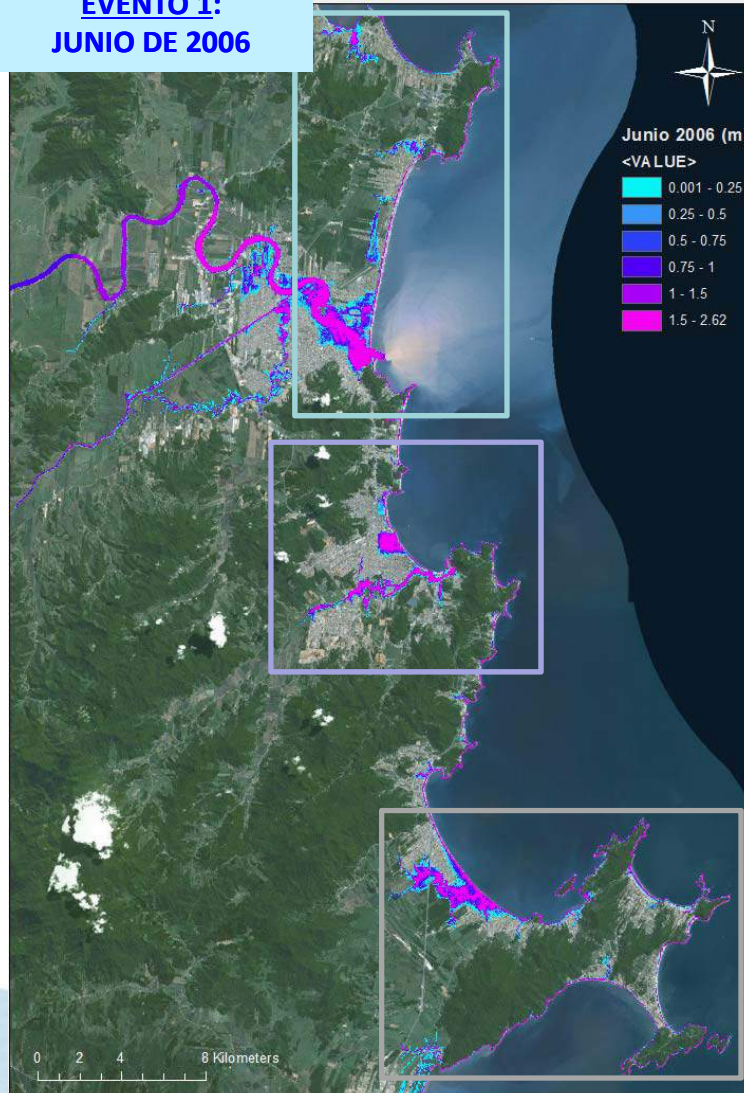 EVENTO 1:
JUNIO DE 2006
N
Junio 2006 (m
<VALUE>
0.001 - 0.25
0.25 - 0.5
0.5 - 0.75
0.75 - 1
1 - 1.5
1.5 - 2.62
0 2 4 8 Kilometers